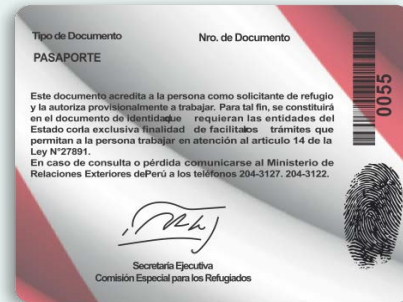 Tipo de Documento Nro. de Documento
PASAPORTE
Este documento acredita a la persona como solicitante de refugio
y la autoriza provisionalmente a trabajar. Para tal fin, se constituirá
en el documento de identidadque requieran las entidades del
Estado conla exclusiva finalidad de facilitarlos trámites que
permitan a la persona trabajar en atención al articulo 14 de la
Ley N°27891.
En caso de consulta o pérdida comunicarse al Ministerio de
Relaciones Exteriores dePerú a los teléfonos 204-3127. 204-3122.
0055
Secretaria Ejecutiva
Comisión Especial para los Refugiados